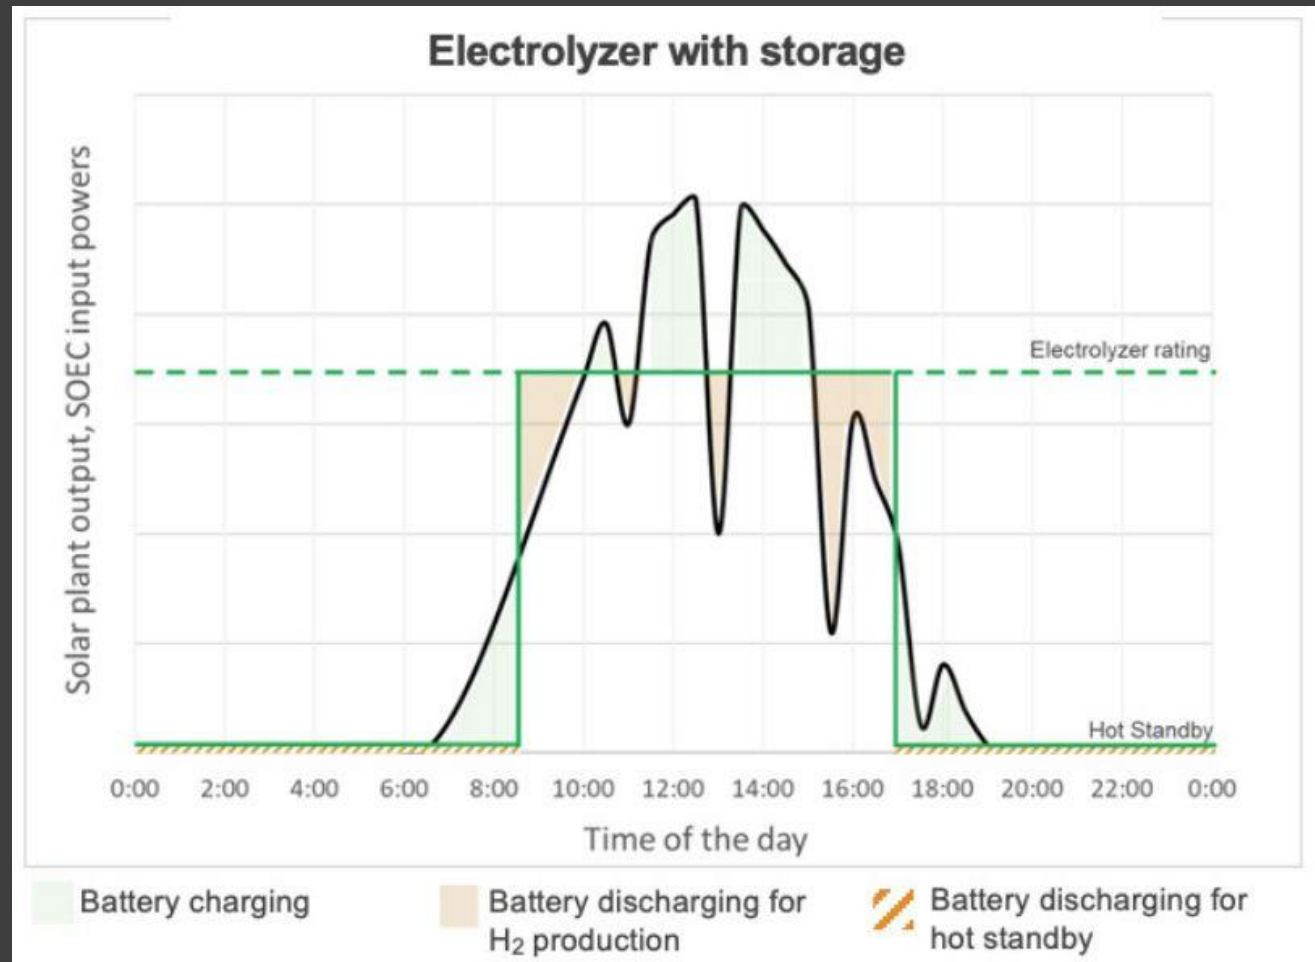 Electrolyzer with storage
Solar plant output, SOEC input powers
Electrolyzer rating
Hot Standby
0:00 2:00 4:00 6:00 8:00 10:00 12:00 14:00 16:00 18:00 20:00 22:00 0:00
Time of the day
Battery charging
Battery discharging for
H₂ production
Battery discharging for
hot standby